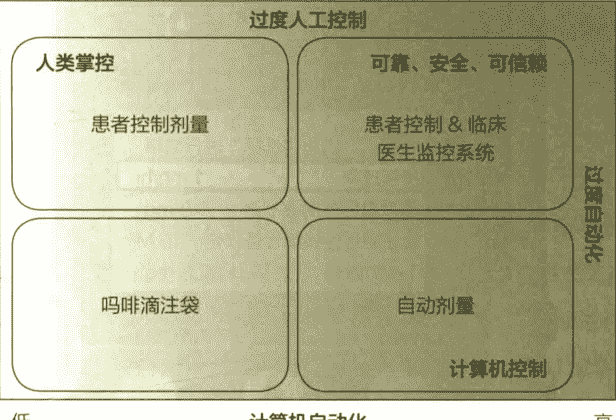 过度人工控制
人类掌控
可靠、安全、可信赖
患者控制剂量
患者控制 & 临床
医生监控系统
过度自动化
吗啡滴注袋
自动剂量
计算机控制
低
计算机自动化
高